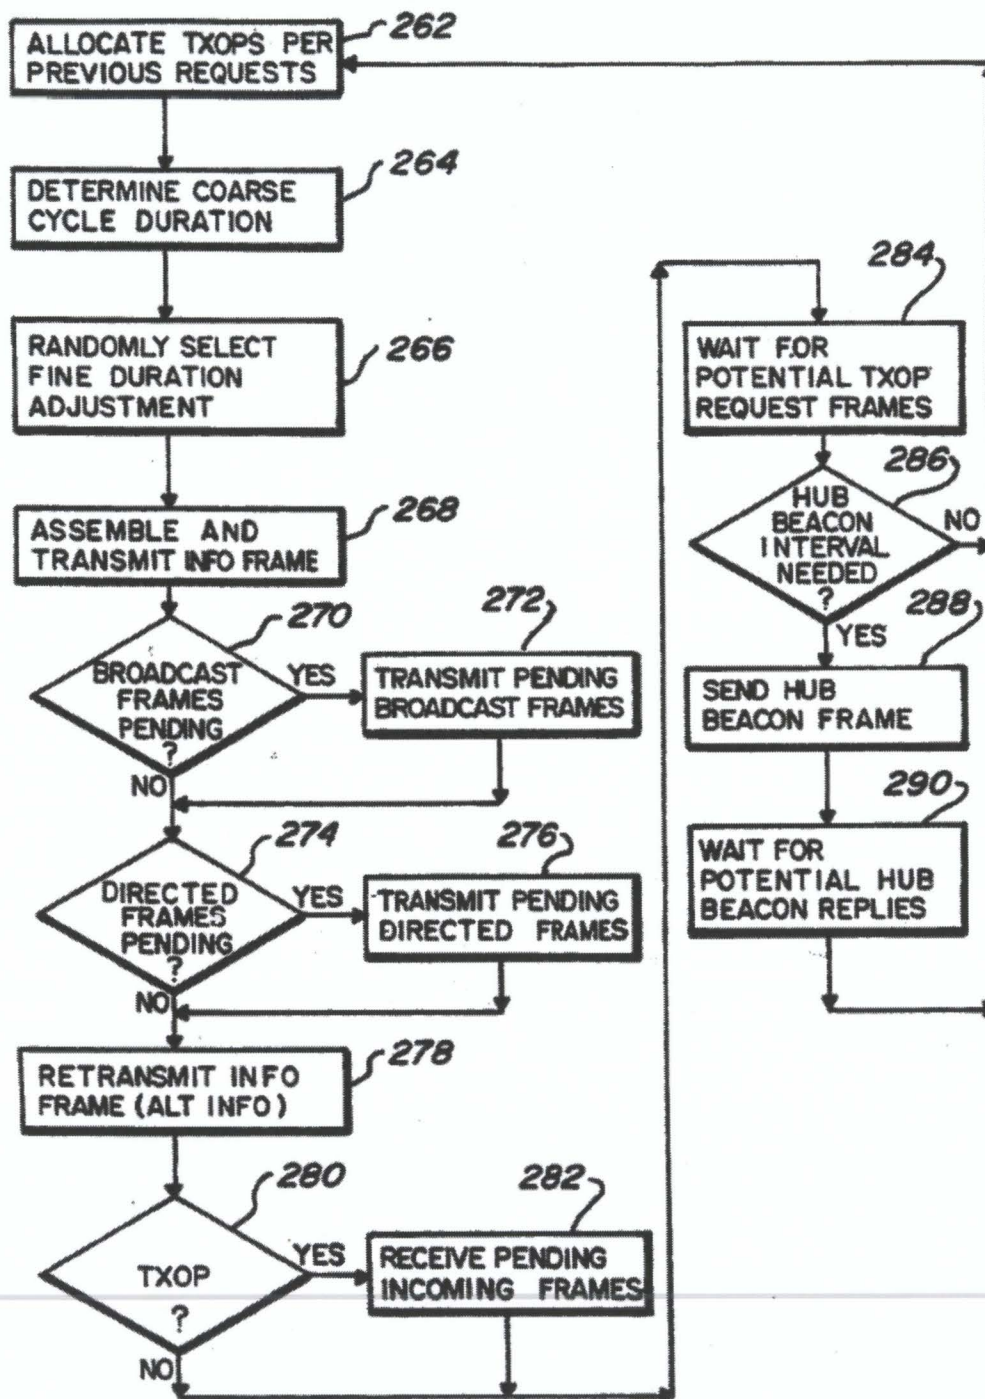 262
ALLOCATE TXOPS PER
PREVIOUS REQUESTS
264
DETERMINE COARSE
CYCLE DURATION
266
RANDOMLY SELECT
FINE DURATION
ADJUSTMENT
268
ASSEMBLE AND
TRANSMIT INFO FRAME
270
BROADCAST
FRAMES
PENDING
?
YES
NO
272
TRANSMIT PENDING
BROADCAST FRAMES
274
DIRECTED
FRAMES
PENDING
?
YES
NO
276
TRANSMIT PENDING
DIRECTED FRAMES
278
RETRANSMIT INFO
FRAME (ALT INFO)
280
TXOP
?
YES
NO
282
RECEIVE PENDING
INCOMING FRAMES
284
WAIT FOR
POTENTIAL TXOP
REQUEST FRAMES
286
HUB
BEACON
INTERVAL
NEEDED
?
NO
YES
288
SEND HUB
BEACON FRAME
290
WAIT FOR
POTENTIAL HUB
BEACON REPLIES